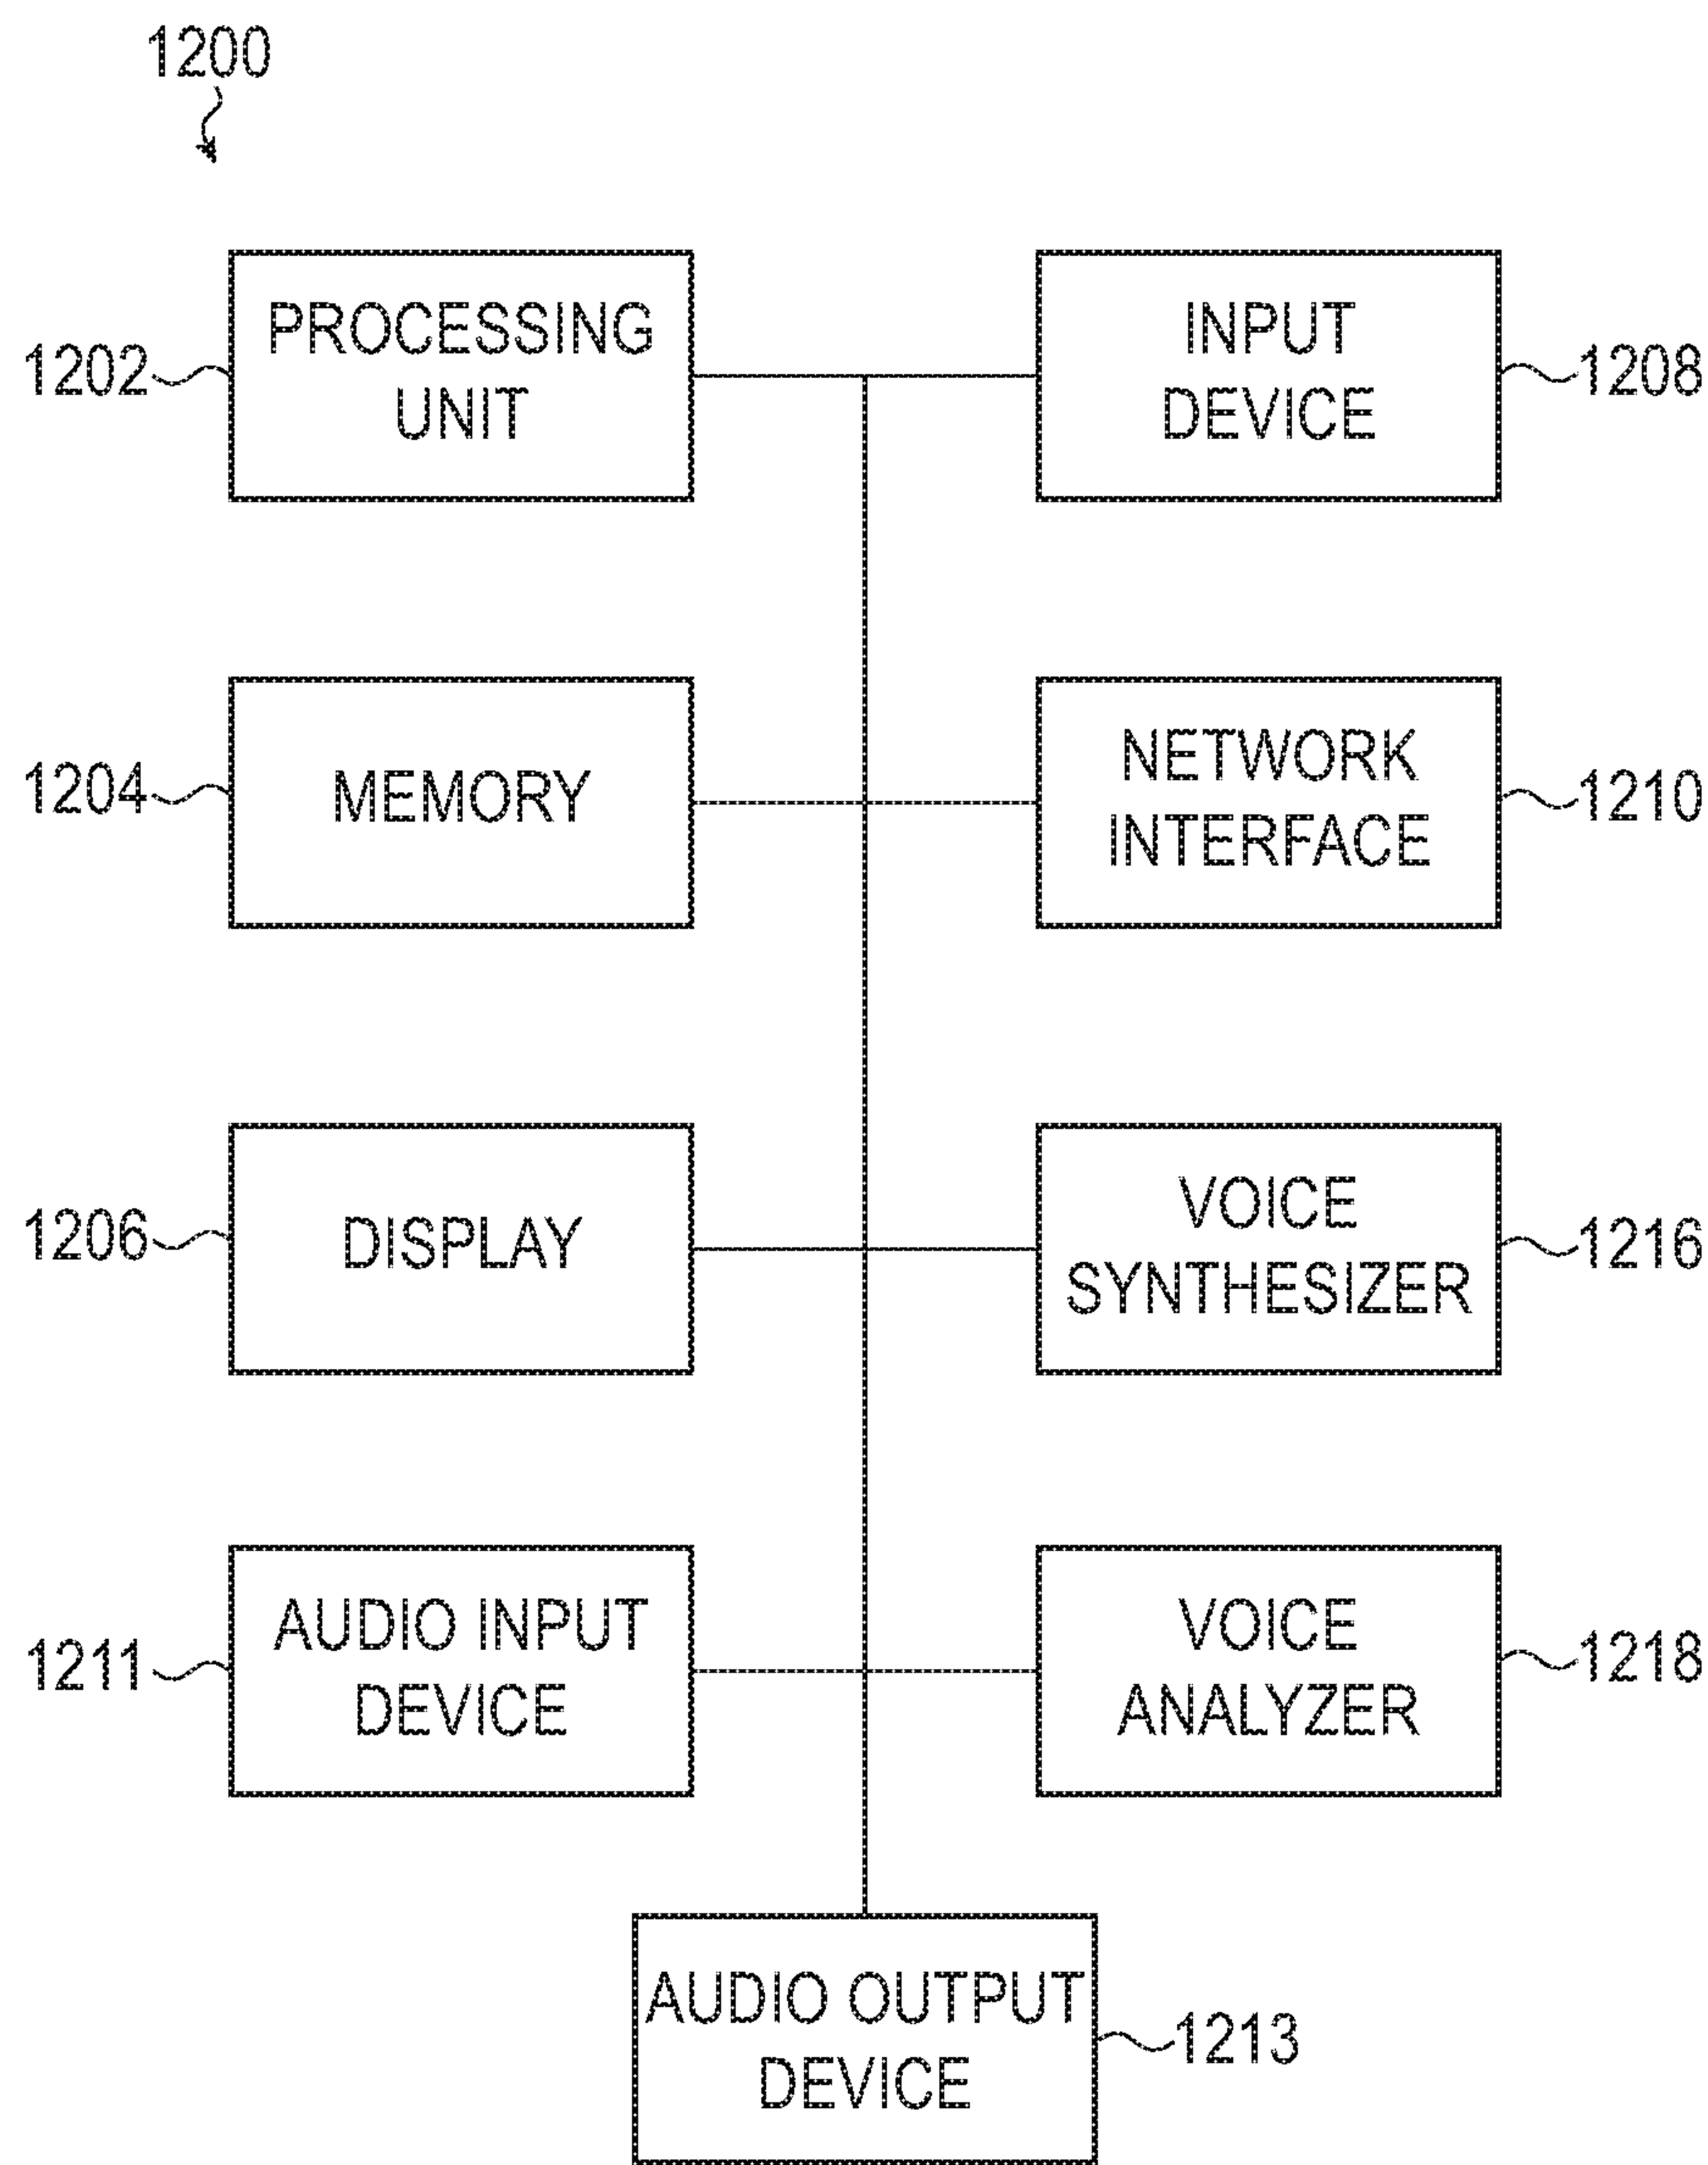 1200
PROCESSING
UNIT
1202
INPUT
DEVICE
1208
MEMORY
1204
NETWORK
INTERFACE
1210
DISPLAY
1206
VOICE
SYNTHESIZER
1216
AUDIO INPUT
DEVICE
1211
VOICE
ANALYZER
1218
AUDIO OUTPUT
DEVICE
1213